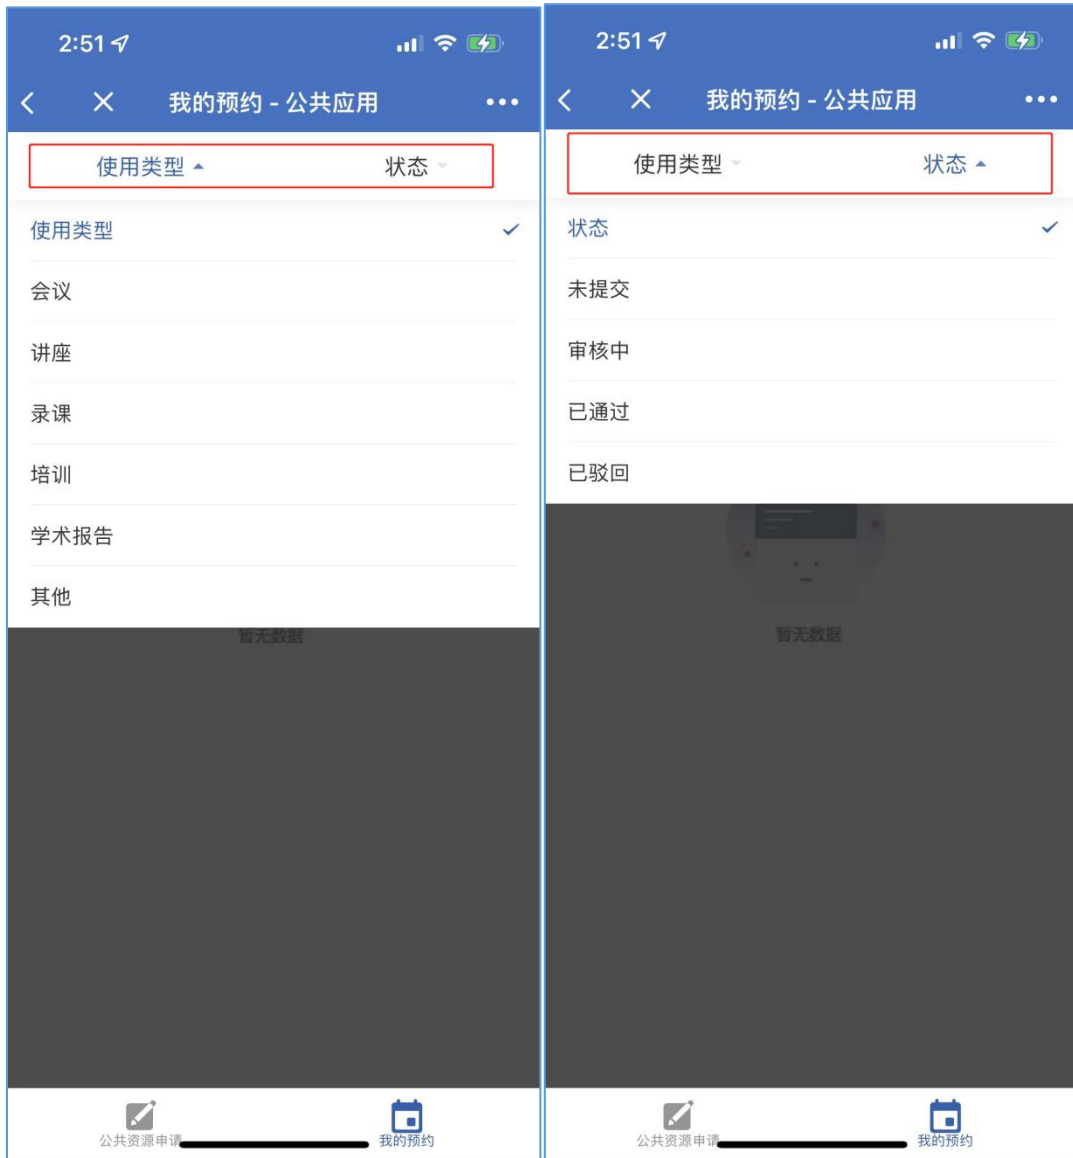 2:51
我的预约 - 公共应用
使用类型 状态
使用类型
会议
讲座
录课
培训
学术报告
其他
暂无数据
公共资源申请 我的预约
2:51
我的预约 - 公共应用
使用类型 状态
状态
未提交
审核中
已通过
已驳回
暂无数据
公共资源申请 我的预约